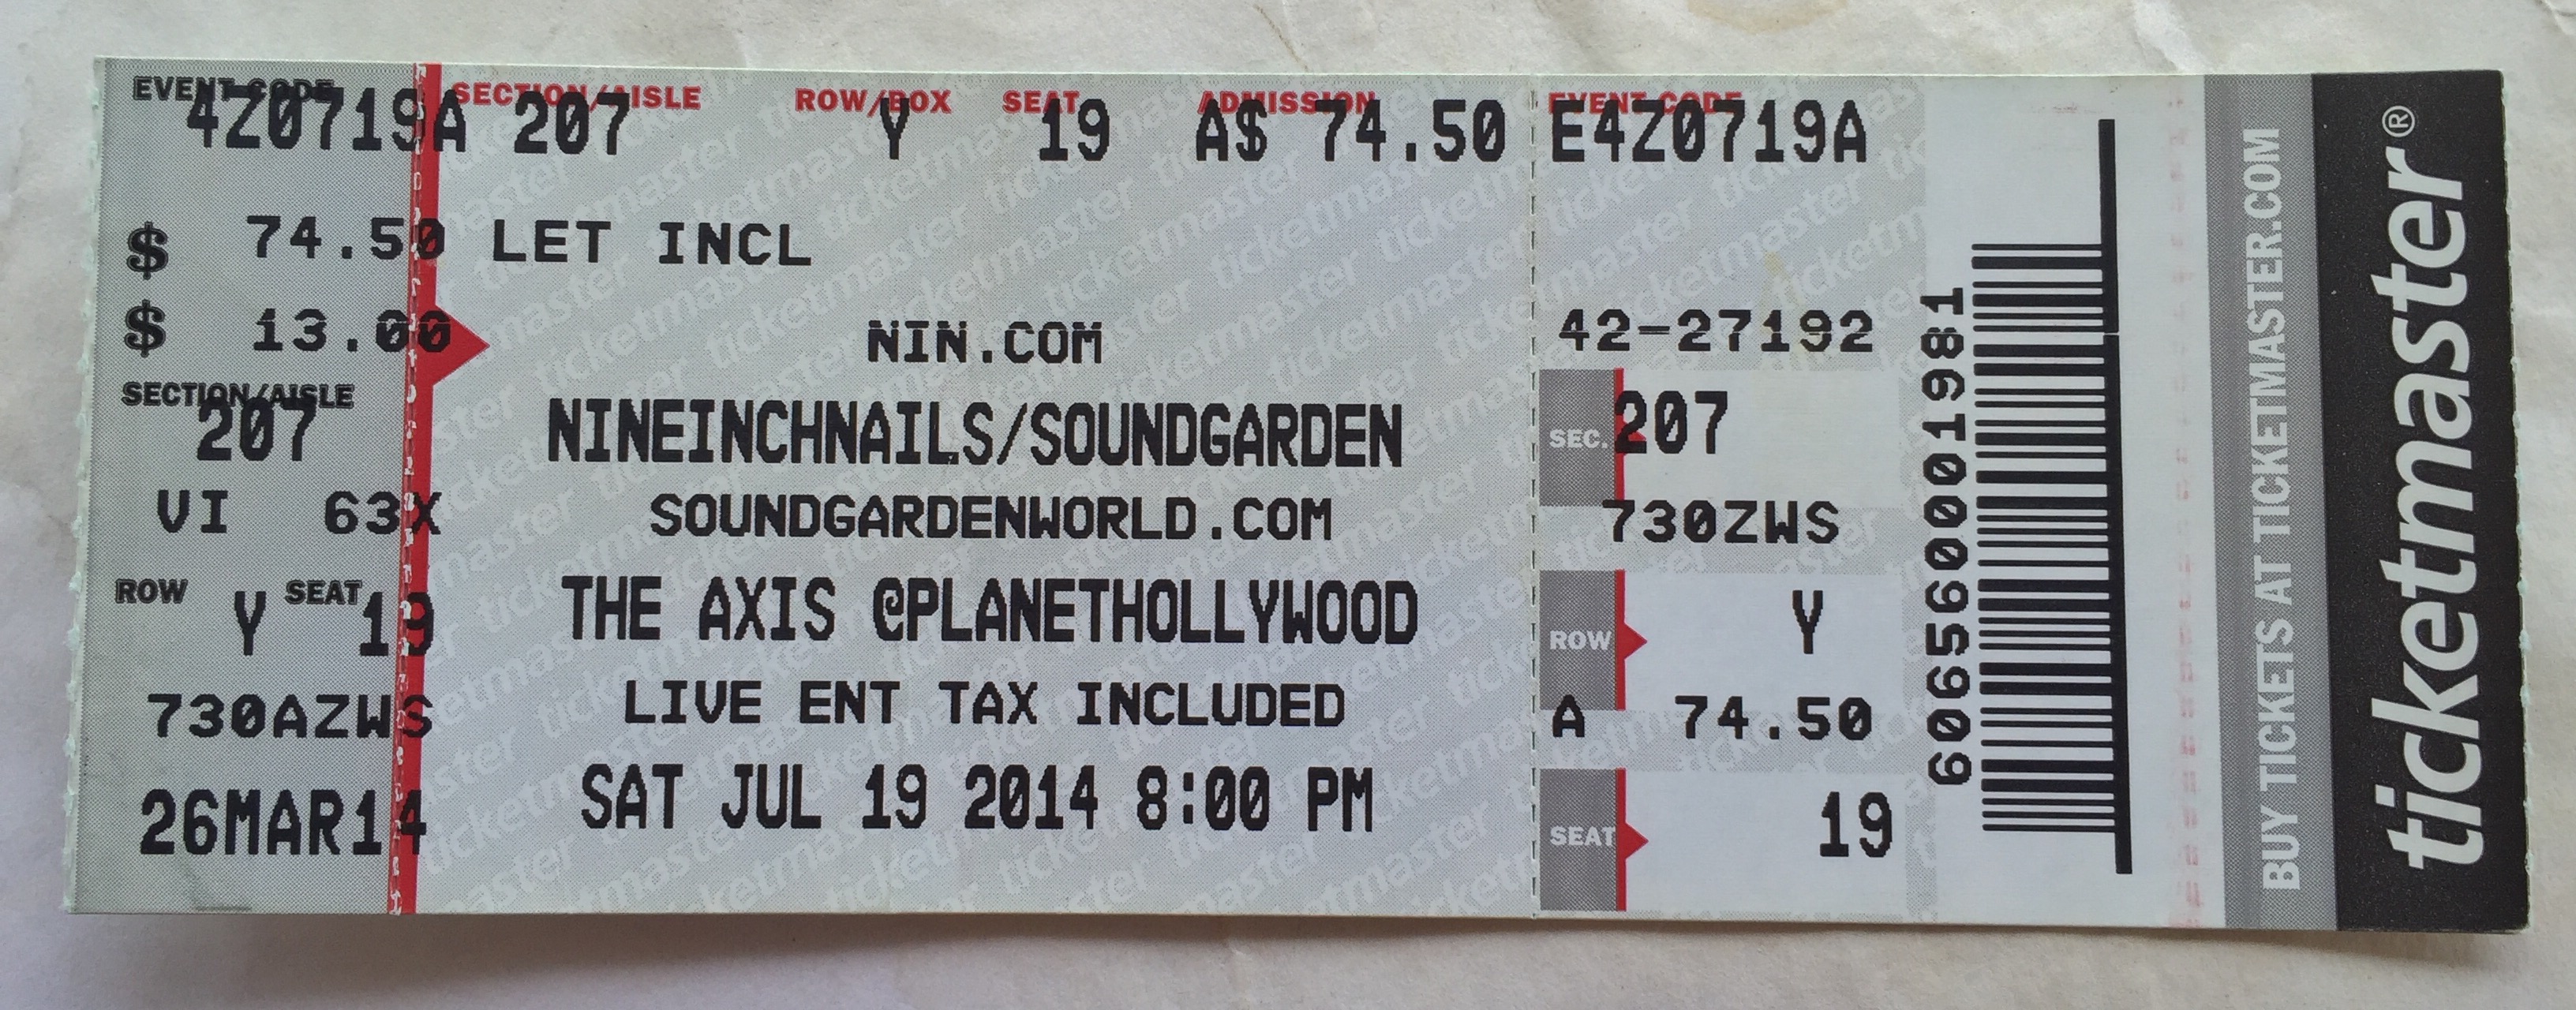 EVENT CODE
4Z0719A
$ 74.50
$ 13.00
SECTION/AISLE
207
VI 63X
ROW Y SEAT 19
730AZWS
26MAR14
SECTION/AISLE ROW/BOX SEAT ADMISSION
207 Y 19 A$ 74.50
LET INCL
NIN.COM
NINEINCHNAILS/SOUNDGARDEN
SOUNDGARDENWORLD.COM
THE AXIS @PLANETHOLLYWOOD
LIVE ENT TAX INCLUDED
SAT JUL 19 2014 8:00 PM
EVENT CODE
E4Z0719A
42-27192
SEC. 207
730ZWS
ROW Y
A 74.50
SEAT 19
606560001981
BUY TICKETS AT TICKETMASTER.COM
ticketmaster®